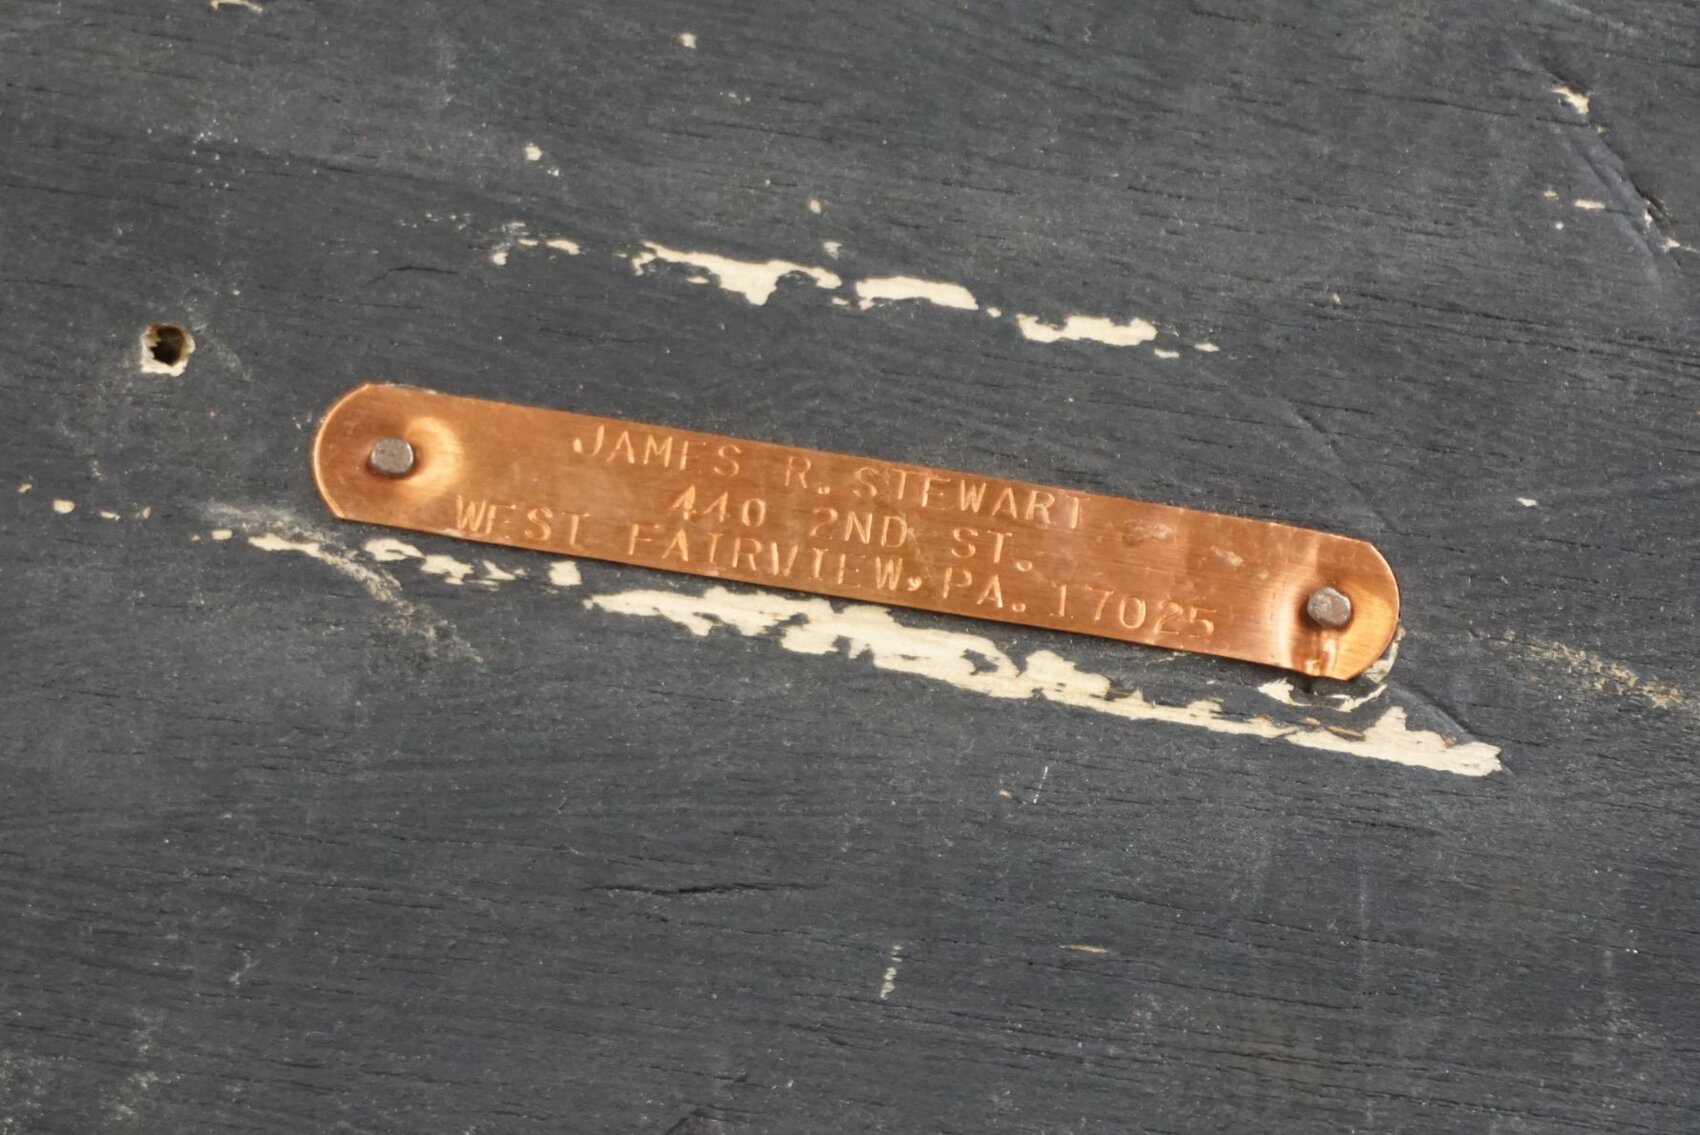 JAMES R. STEWART
440 2ND ST.
WEST FAIRVIEW, PA. 17025